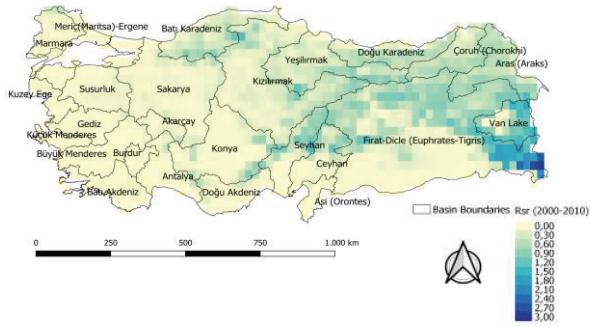 Meriç(Maritsa)-Ergene
Marmara
Batı Karadeniz
Yeşilırmak
Doğu Karadeniz
Çoruh (Chorokhi)
Aras (Araks)
Kızılırmak
Kuzey Ege
Susurluk
Sakarya
Van Lake
Gediz
Akarçay
Küçük Menderes
Fırat-Dicle (Euphrates-Tigris)
Seyhan
Konya
Büyük Menderes
Burdur
Ceyhan
Antalya
Batı Akdeniz
Doğu Akdeniz
Asi (Orontes)
Basin Boundaries
Rsr (2000-2010)
0,00
0,30
0,60
0,90
1,20
1,50
1,80
2,10
2,40
2,70
3,00
0 250 500 750 1.000 km